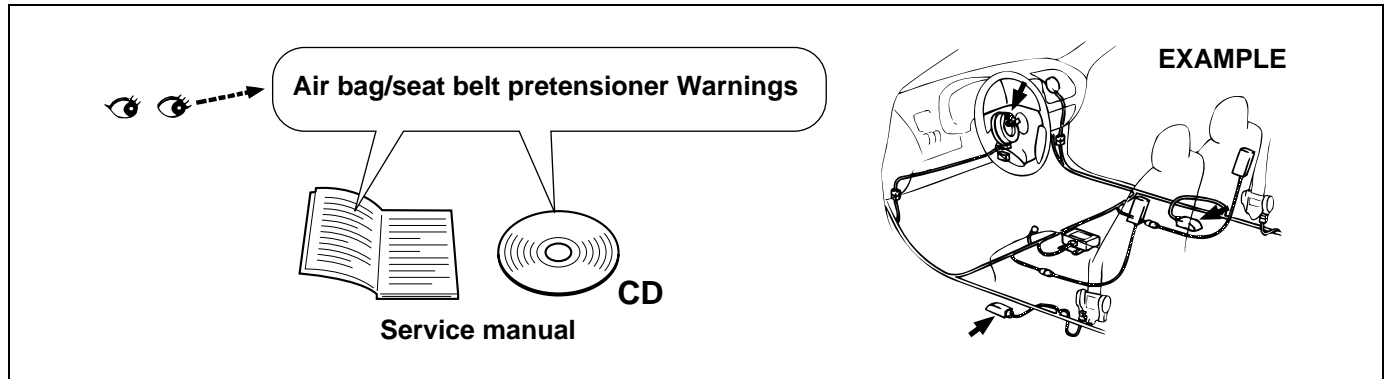 Air bag/seat belt pretensioner Warnings
EXAMPLE
CD
Service manual